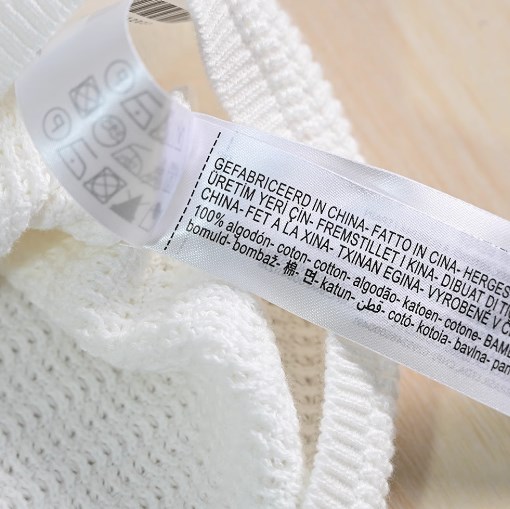 GEFABRICEERD IN CHINA- FATTO IN CINA- HERGES
ÜRETİM YERİ ÇİN- FREMSTILLET I KINA- DIBUAT DI TI
CHINA- FET A LA XINA- TXINAN EGINA- VYROBENÉ V Č
100% algodón- coton- cotton- algodão- katoen- cotone- BAM
bomuld- bombaž- 棉- 면-katun- قطن- cotó- kotoia- bavlna- pan